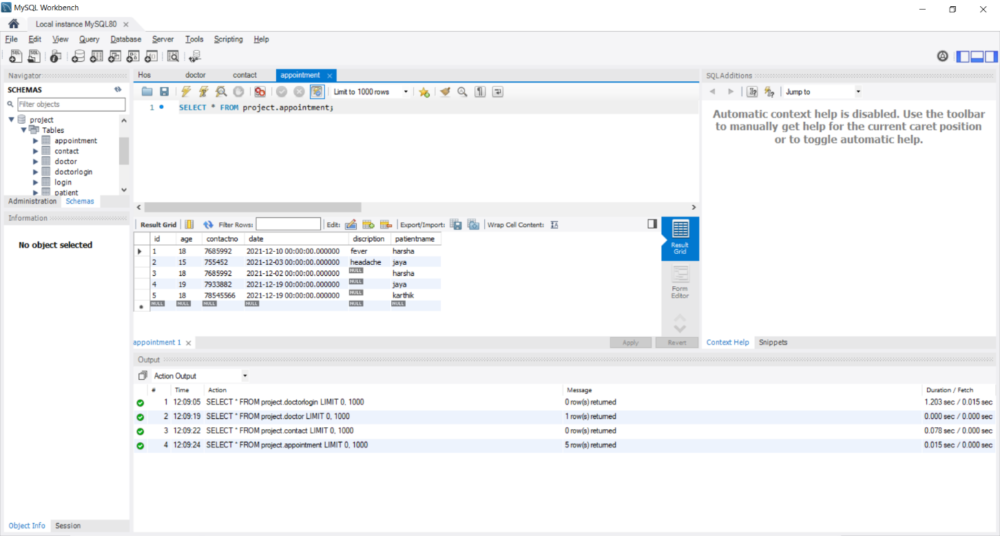 MySQL Workbench
Local instance MySQL80
File Edit View Query Database Server Tools Scripting Help
Navigator
SCHEMAS
Filter objects
project
Tables
appointment
contact
doctor
doctorlogin
login
patient
Administration Schemas
Information
No object selected
Object Info Session
Hos doctor contact appointment
Limit to 1000 rows
1 SELECT * FROM project.appointment;
Result Grid Filter Rows: Edit: Export/Import: Wrap Cell Content:
id age contactno date discription patientname
1 18 7685992 2021-12-10 00:00:00.000000 fever harsha
2 15 755452 2021-12-03 00:00:00.000000 headache jaya
3 18 7685992 2021-12-02 00:00:00.000000 NULL harsha
4 19 7933882 2021-12-19 00:00:00.000000 NULL jaya
5 18 78545566 2021-12-19 00:00:00.000000 NULL karthik
NULL NULL NULL NULL NULL NULL
Result
Grid
Form
Editor
appointment 1 Apply Revert
SQLAdditions
Jump to
Automatic context help is disabled. Use the toolbar
to manually get help for the current caret position
or to toggle automatic help.
Context Help Snippets
Output
Action Output
# Time Action Message Duration / Fetch
1 12:09:05 SELECT * FROM project.doctorlogin LIMIT 0, 1000 0 row(s) returned 1.203 sec / 0.015 sec
2 12:09:19 SELECT * FROM project.doctor LIMIT 0, 1000 1 row(s) returned 0.000 sec / 0.000 sec
3 12:09:22 SELECT * FROM project.contact LIMIT 0, 1000 0 row(s) returned 0.078 sec / 0.000 sec
4 12:09:24 SELECT * FROM project.appointment LIMIT 0, 1000 5 row(s) returned 0.015 sec / 0.000 sec